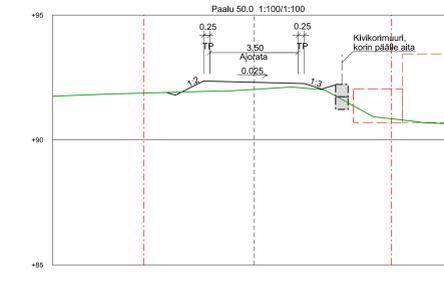 Paalu 50.0 1:100/1:100
+95
0.25
0.25
Kivikorimuuri,
korin päälle aita
TP
3.50
TP
Ajorata
0.025
1:2
1:3
+90
+85